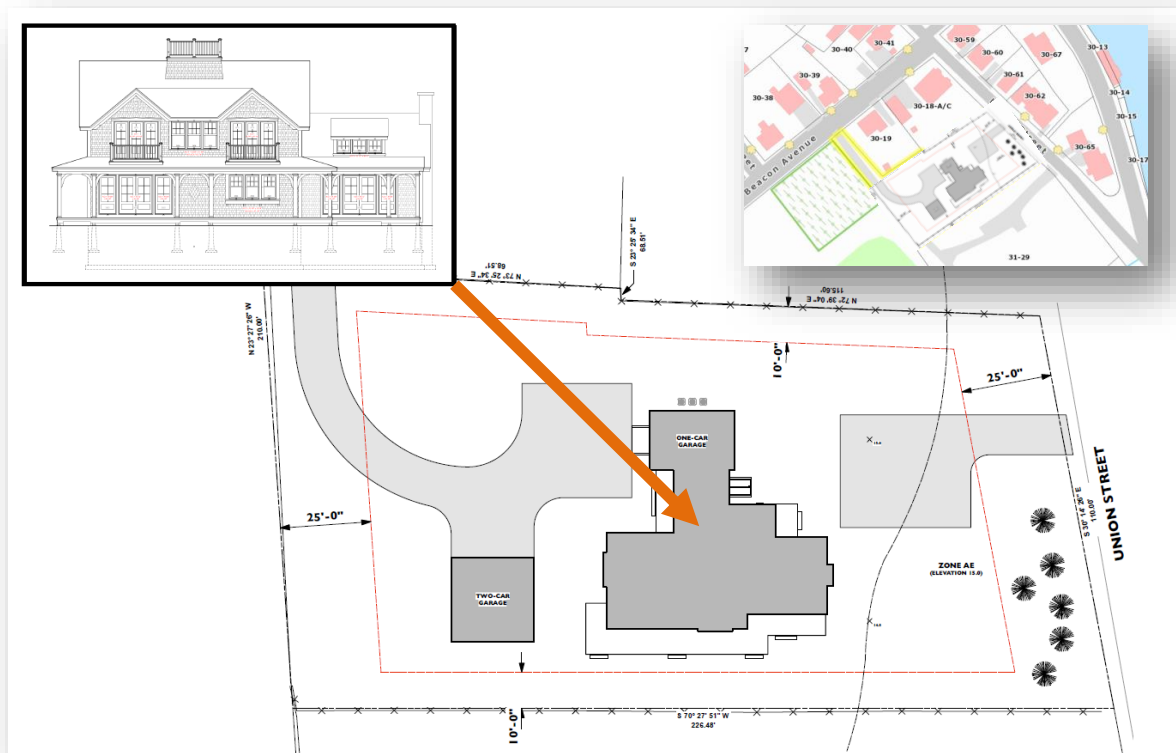 30-40
30-41
30-59
30-60
30-67
30-13
30-39
30-61
30-14
30-38
30-18-A/C
30-62
30-15
30-19
30-65
30-17
Beacon Avenue
31-29
S 23° 25' 34" E
68.51'
N 73° 25' 34" E
68.51'
N 72° 39' 04" E
115.60'
N 23° 27' 26" W
210.00'
10'-0"
25'-0"
ONE-CAR
GARAGE
25'-0"
UNION STREET
S 30° 14' 26" E
110.00'
ZONE AE
(ELEVATION 15.0)
TWO-CAR
GARAGE
10'-0"
S 70° 27' 51" W
226.48'